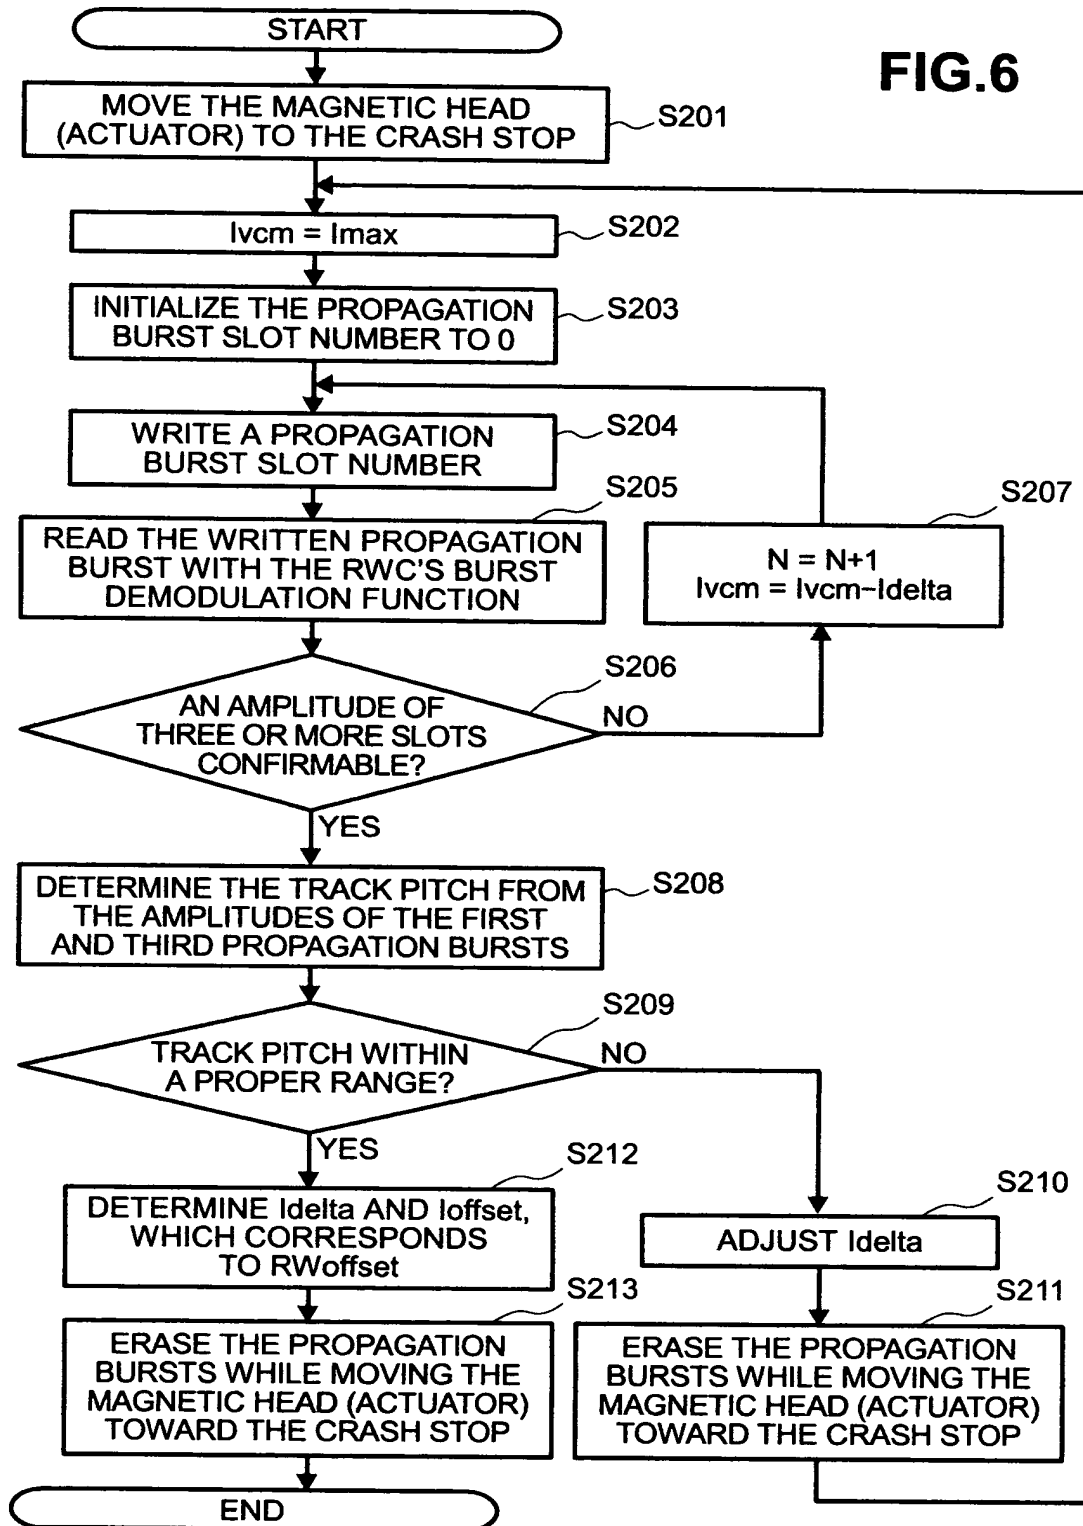 START
FIG.6
MOVE THE MAGNETIC HEAD
(ACTUATOR) TO THE CRASH STOP
S201
Ivcm = Imax
S202
INITIALIZE THE PROPAGATION
BURST SLOT NUMBER TO 0
S203
WRITE A PROPAGATION
BURST SLOT NUMBER
S204
S205
READ THE WRITTEN PROPAGATION
BURST WITH THE RWC'S BURST
DEMODULATION FUNCTION
S207
N = N+1
Ivcm = Ivcm−Idelta
S206
AN AMPLITUDE OF
THREE OR MORE SLOTS
CONFIRMABLE?
NO
YES
DETERMINE THE TRACK PITCH FROM
THE AMPLITUDES OF THE FIRST
AND THIRD PROPAGATION BURSTS
S208
S209
TRACK PITCH WITHIN
A PROPER RANGE?
NO
YES
S212
DETERMINE Idelta AND Ioffset,
WHICH CORRESPONDS
TO RWoffset
S210
ADJUST Idelta
S213
ERASE THE PROPAGATION
BURSTS WHILE MOVING THE
MAGNETIC HEAD (ACTUATOR)
TOWARD THE CRASH STOP
S211
ERASE THE PROPAGATION
BURSTS WHILE MOVING THE
MAGNETIC HEAD (ACTUATOR)
TOWARD THE CRASH STOP
END